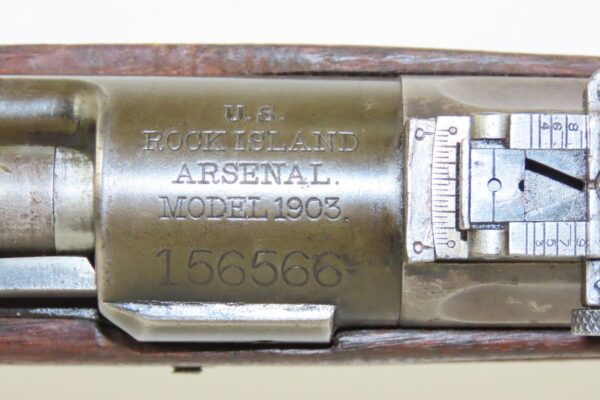 U.S.
ROCK ISLAND
ARSENAL.
MODEL 1903.
156566